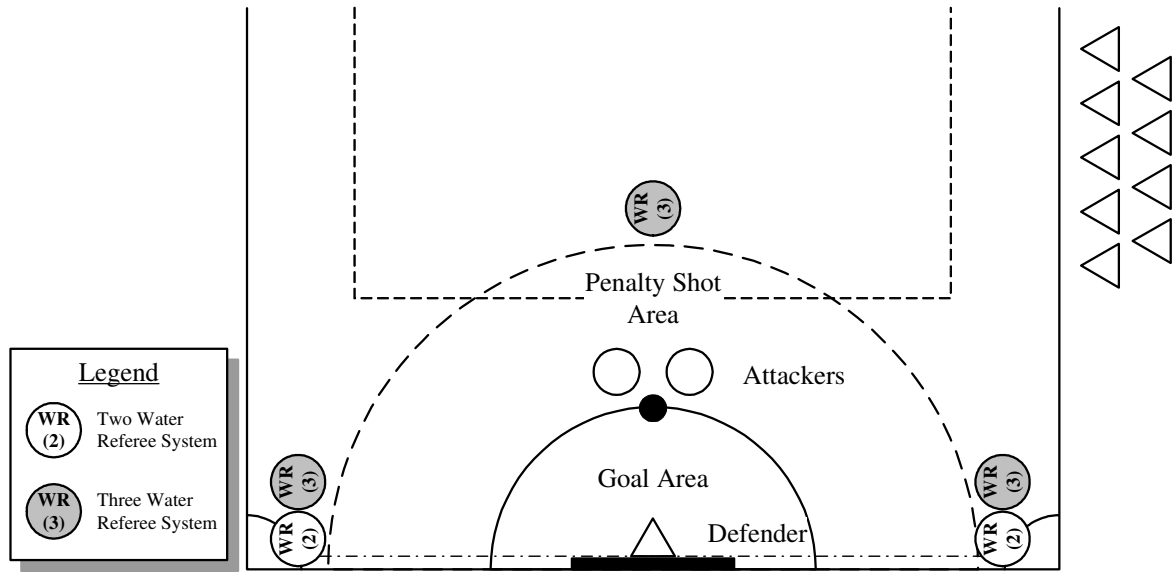 WR
(3)
Penalty Shot
Area
Attackers
Legend
WR
(2)
Two Water
Referee System
WR
(3)
Three Water
Referee System
WR
(3)
WR
(3)
Goal Area
WR
(2)
Defender
WR
(2)